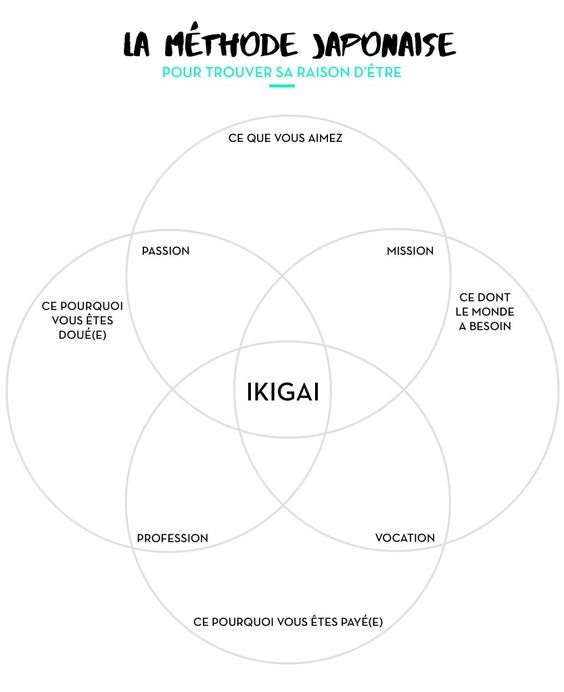 LA MÉTHODE JAPONAISE
POUR TROUVER SA RAISON D'ÊTRE
CE QUE VOUS AIMEZ
PASSION
MISSION
CE POURQUOI
VOUS ÊTES
DOUÉ(E)
CE DONT
LE MONDE
A BESOIN
IKIGAI
PROFESSION
VOCATION
CE POURQUOI VOUS ÊTES PAYÉ(E)